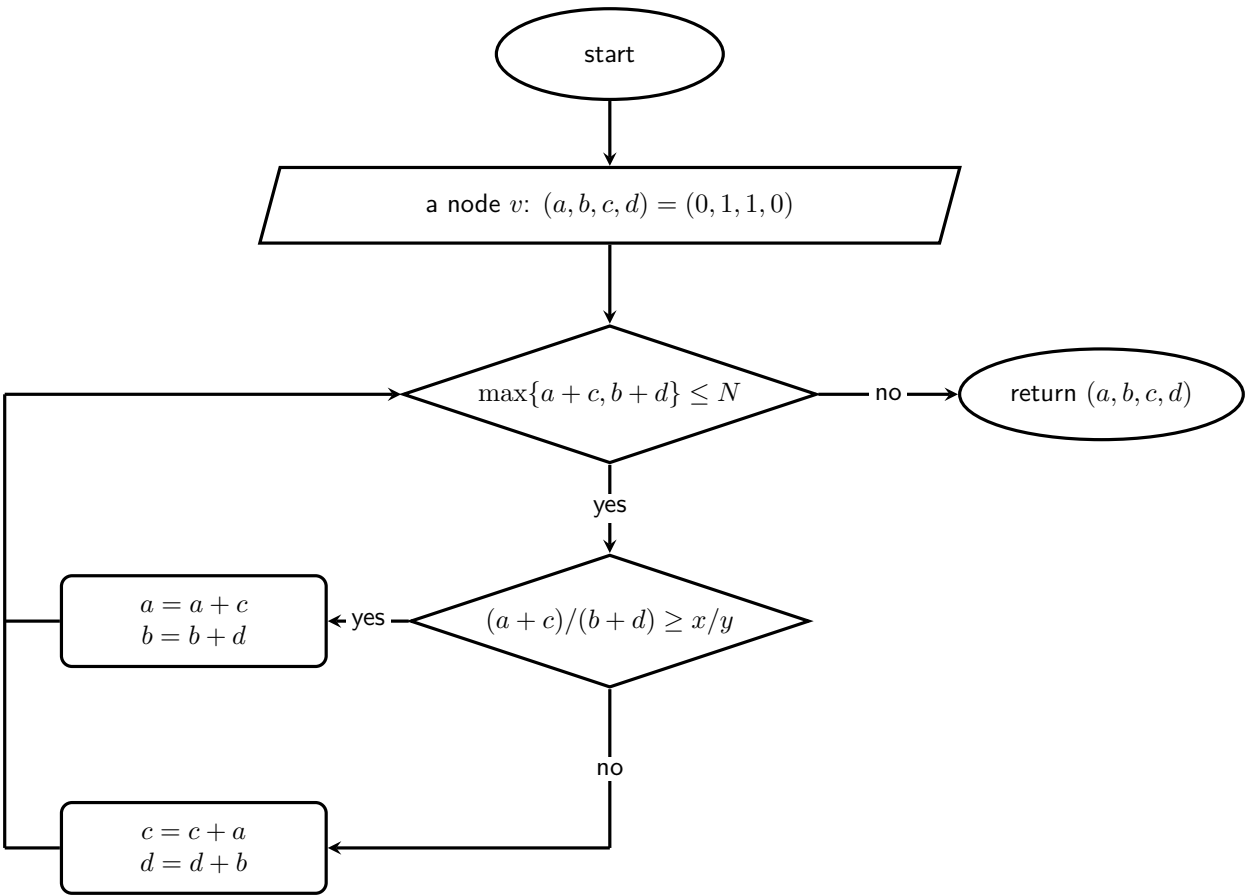 start
a node v: (a, b, c, d) = (0, 1, 1, 0)
max{a + c, b + d} ≤ N
no
return (a, b, c, d)
yes
a = a + c
b = b + d
yes
(a + c)/(b + d) ≥ x/y
no
c = c + a
d = d + b